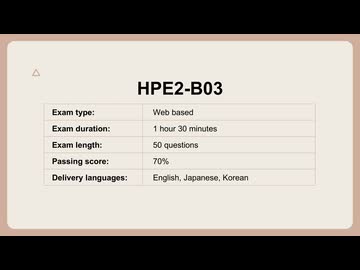 HPE2-B03
Exam type: Web based
Exam duration: 1 hour 30 minutes
Exam length: 50 questions
Passing score: 70%
Delivery languages: English, Japanese, Korean